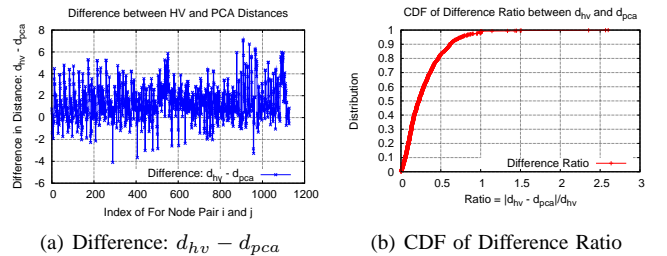 Difference between HV and PCA Distances
Difference in Distance: d_hv - d_pca
8
6
4
2
0
-2
-4
-6
Difference: d_hv - d_pca
0 200 400 600 800 1000 1200
Index of For Node Pair i and j
(a) Difference: d_hv − d_pca
CDF of Difference Ratio between d_hv and d_pca
Distribution
1
0.9
0.8
0.7
0.6
0.5
0.4
0.3
0.2
0.1
0
Difference Ratio
0 0.5 1 1.5 2 2.5 3
Ratio = |d_hv - d_pca|/d_hv
(b) CDF of Difference Ratio